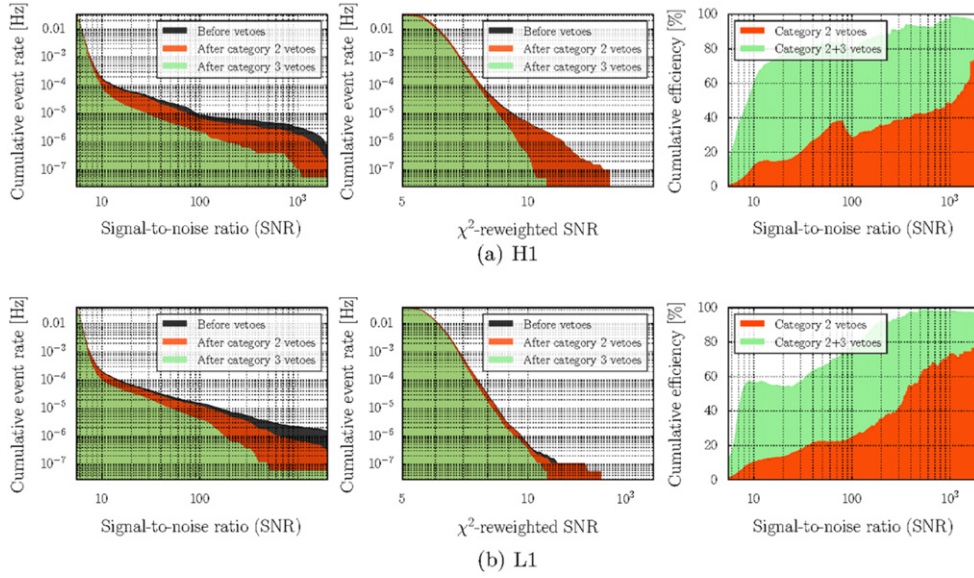 Cumulative event rate [Hz]
0.01
10⁻³
10⁻⁴
10⁻⁵
10⁻⁶
10⁻⁷
Before vetoes
After category 2 vetoes
After category 3 vetoes
10
100
10³
Signal-to-noise ratio (SNR)
Cumulative event rate [Hz]
0.01
10⁻³
10⁻⁴
10⁻⁵
10⁻⁶
10⁻⁷
Before vetoes
After category 2 vetoes
After category 3 vetoes
5
10
10³
χ²-reweighted SNR
Cumulative efficiency [%]
100
80
60
40
20
0
Category 2 vetoes
Category 2+3 vetoes
10
100
10³
Signal-to-noise ratio (SNR)
(a) H1
Cumulative event rate [Hz]
0.01
10⁻³
10⁻⁴
10⁻⁵
10⁻⁶
10⁻⁷
Before vetoes
After category 2 vetoes
After category 3 vetoes
10
100
10³
Signal-to-noise ratio (SNR)
Cumulative event rate [Hz]
0.01
10⁻³
10⁻⁴
10⁻⁵
10⁻⁶
10⁻⁷
Before vetoes
After category 2 vetoes
After category 3 vetoes
5
10
10³
χ²-reweighted SNR
Cumulative efficiency [%]
100
80
60
40
20
0
Category 2 vetoes
Category 2+3 vetoes
10
100
10³
Signal-to-noise ratio (SNR)
(b) L1